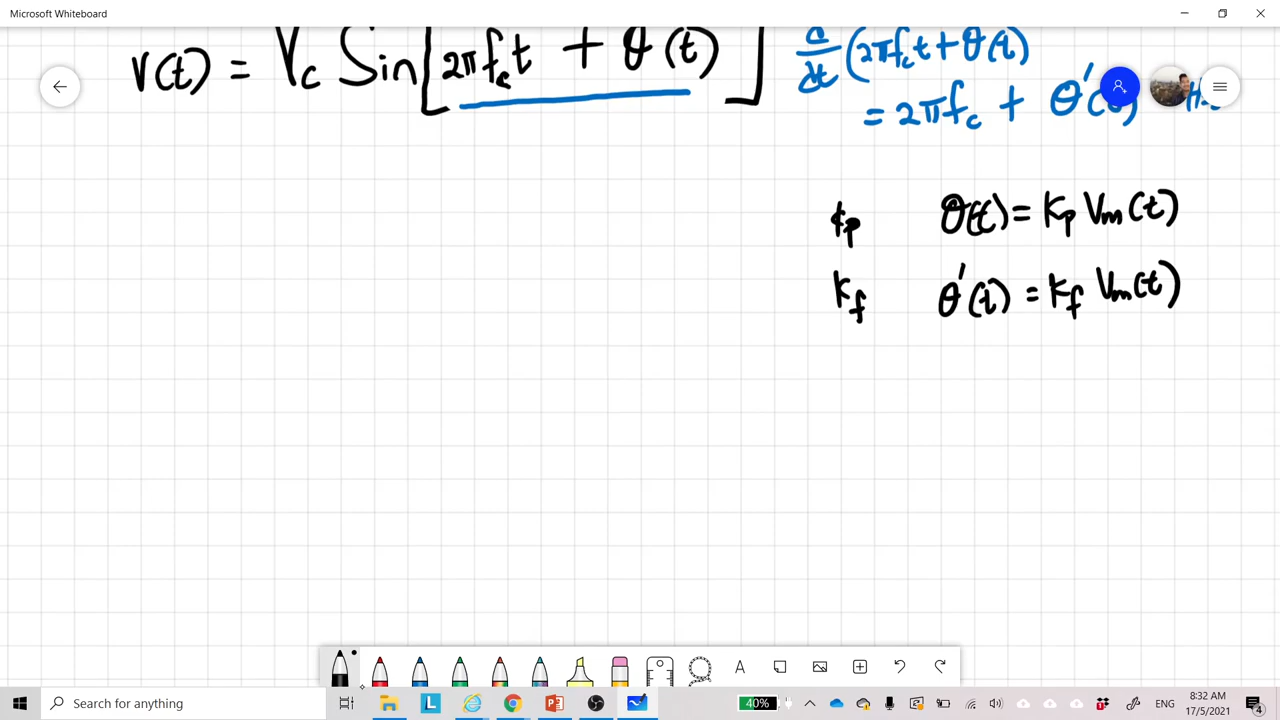 Microsoft Whiteboard
v(t) = Vc Sin[2πfct + θ(t)]
d/dt (2πfct + θ(t))
= 2πfc + θ'(t)
kp θ(t) = kp Vm(t)
kf θ'(t) = kf Vm(t)
A
Search for anything
L
40%
ENG
8:32 AM
17/5/2021
4